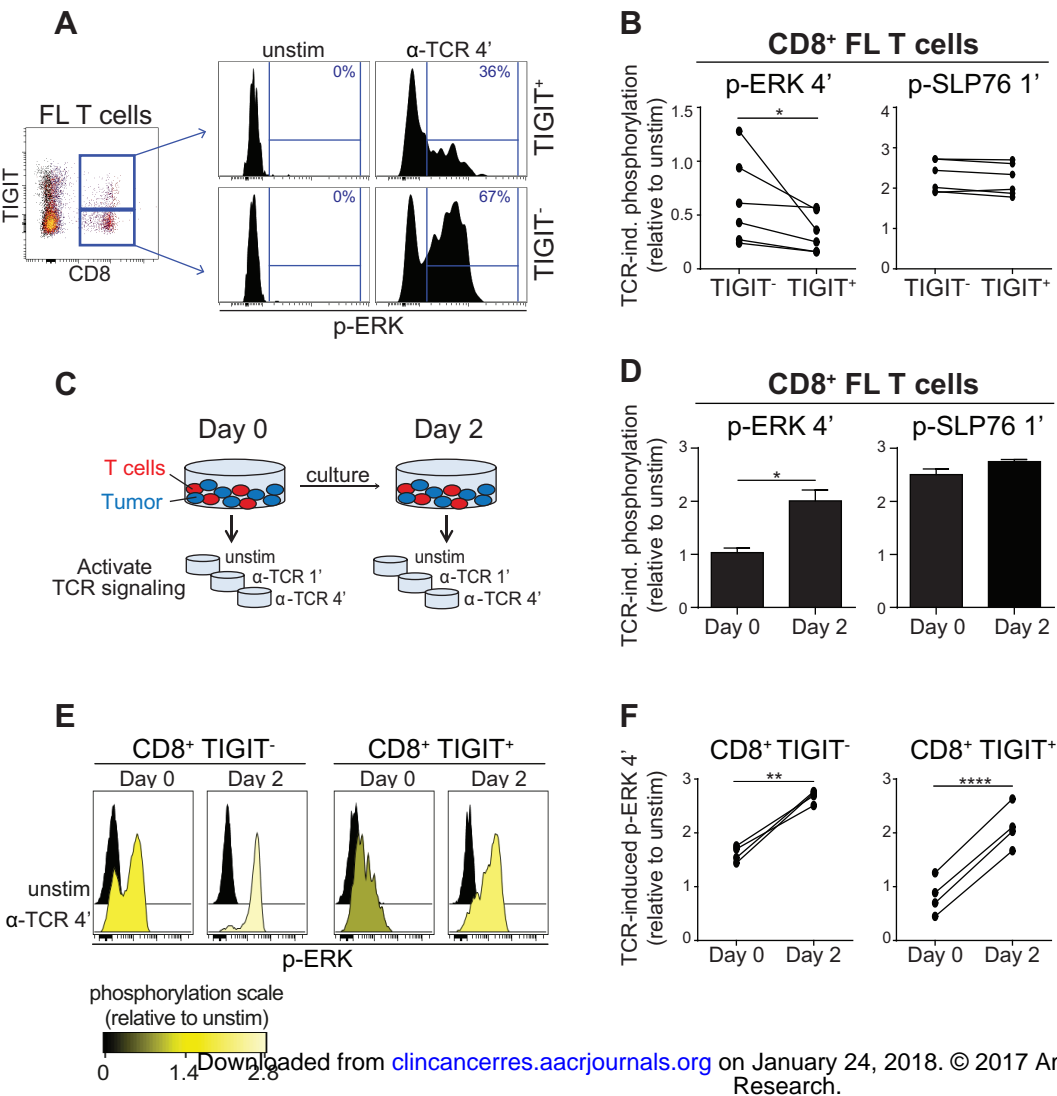 A
unstim
α-TCR 4’
FL T cells
0%
36%
TIGIT+
TIGIT
0%
67%
TIGIT-
CD8
p-ERK
B
CD8+ FL T cells
p-ERK 4’
p-SLP76 1’
TCR-ind. phosphorylation
(relative to unstim)
1.5
1.0
0.5
0
*
TIGIT-
TIGIT+
4
3
2
1
0
TIGIT-
TIGIT+
C
Day 0
Day 2
T cells
Tumor
culture
Activate
TCR signaling
unstim
α-TCR 1’
α-TCR 4’
unstim
α-TCR 1’
α-TCR 4’
D
CD8+ FL T cells
p-ERK 4’
p-SLP76 1’
TCR-ind. phosphorylation
(relative to unstim)
3
2
1
0
*
Day 0
Day 2
3
2
1
0
Day 0
Day 2
E
CD8+ TIGIT-
CD8+ TIGIT+
Day 0
Day 2
Day 0
Day 2
unstim
α-TCR 4’
p-ERK
phosphorylation scale
(relative to unstim)
0
1.4
2.8
F
CD8+ TIGIT-
CD8+ TIGIT+
TCR-induced p-ERK 4’
(relative to unstim)
3
2
1
0
**
Day 0
Day 2
3
2
1
0
****
Day 0
Day 2
Downloaded from clincancerres.aacrjournals.org on January 24, 2018. © 2017 Ar
Research.